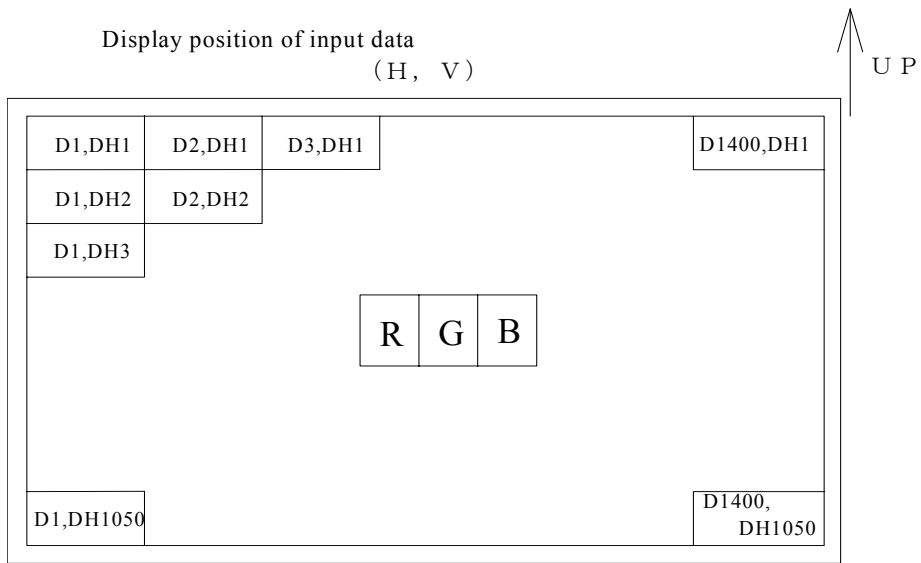 Display position of input data
（H, V）
U P
D1,DH1 D2,DH1 D3,DH1 D1400,DH1
D1,DH2 D2,DH2
D1,DH3
R G B
D1,DH1050 D1400,
DH1050